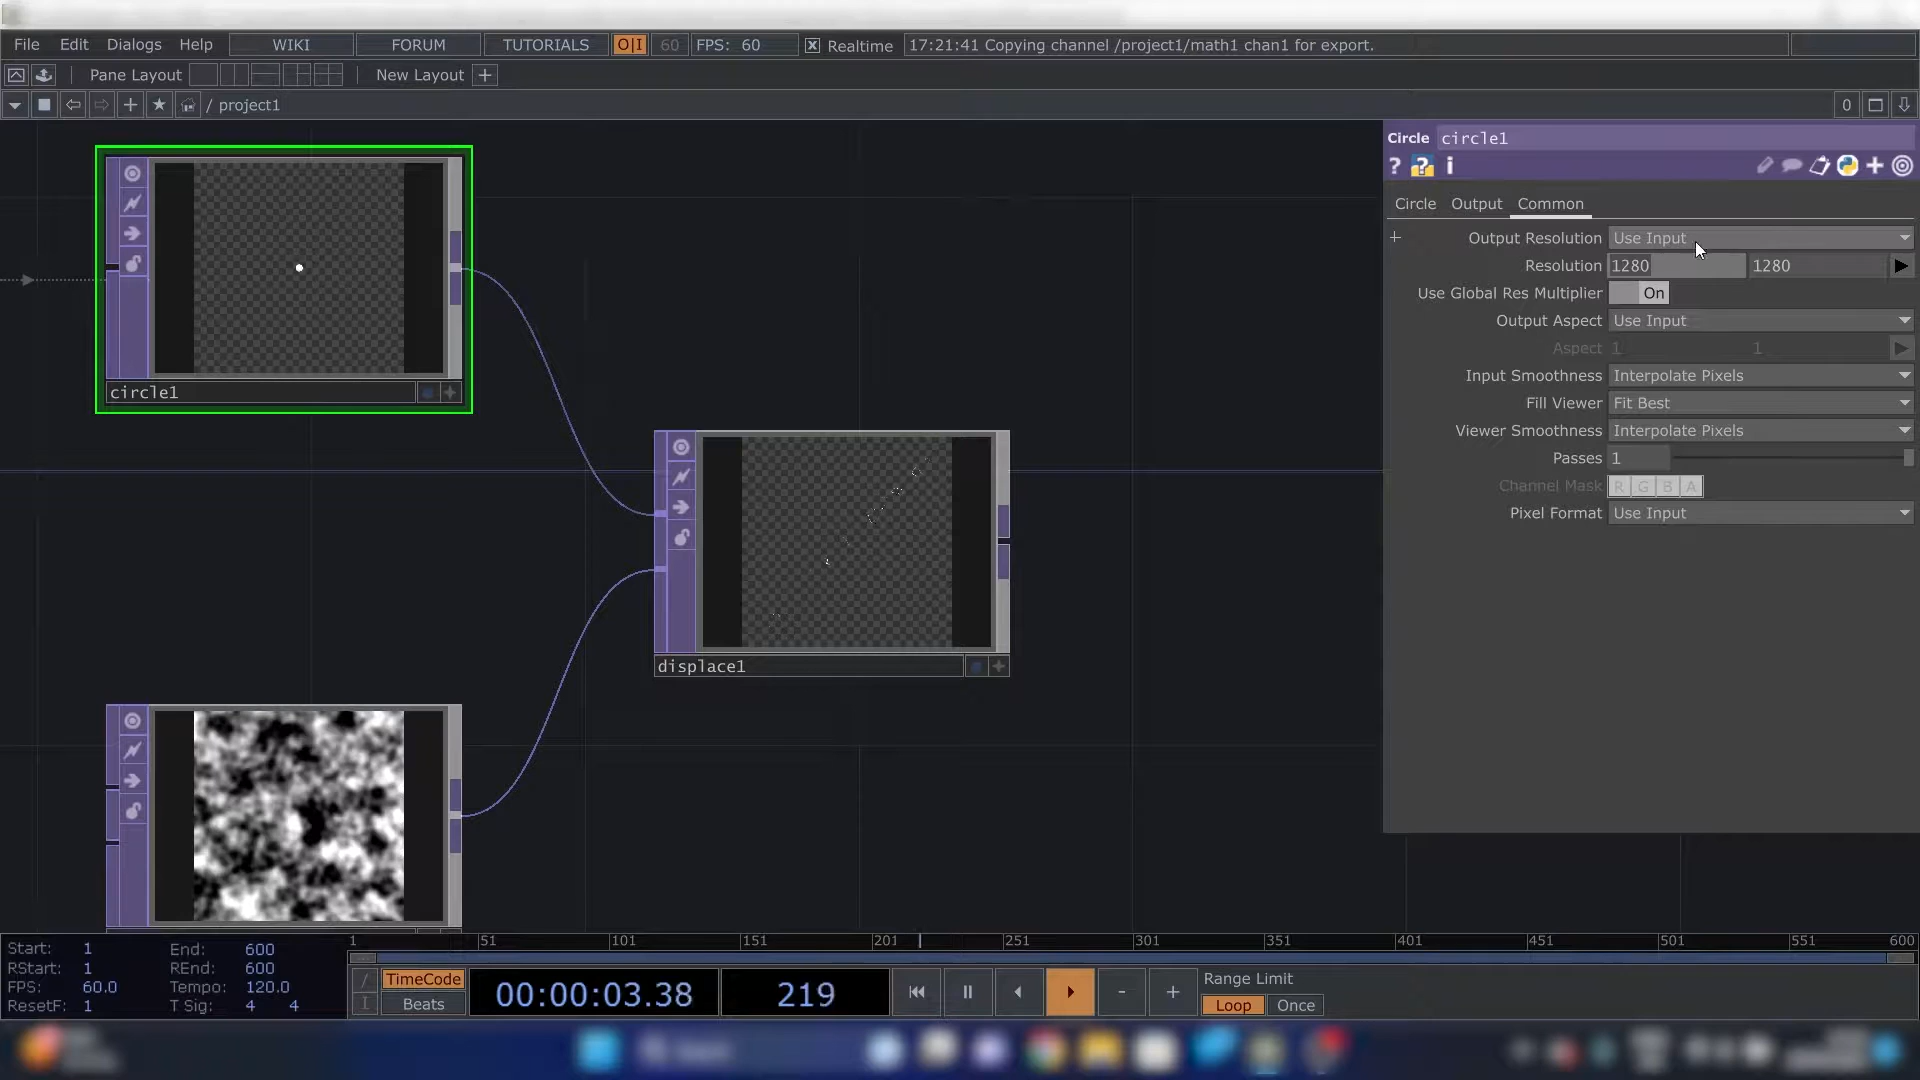 File Edit Dialogs Help WIKI FORUM TUTORIALS O|I 60 FPS: 60 X Realtime 17:21:41 Copying channel /project1/math1 chan1 for export.
Pane Layout New Layout +
/ project1 0
Circle circle1
? ? i
Circle Output Common
+ Output Resolution Use Input
Resolution 1280 1280
Use Global Res Multiplier On
Output Aspect Use Input
Aspect 1 1
Input Smoothness Interpolate Pixels
Fill Viewer Fit Best
Viewer Smoothness Interpolate Pixels
Passes 1
Channel Mask R G B A
Pixel Format Use Input
circle1
displace1
1 51 101 151 201 251 301 351 401 451 501 551 600
Start: 1 End: 600
RStart: 1 REnd: 600
FPS: 60.0 Tempo: 120.0
ResetF: 1 T Sig: 4 4
/ TimeCode
I Beats
00:00:03.38 219 - +
Range Limit
Loop Once